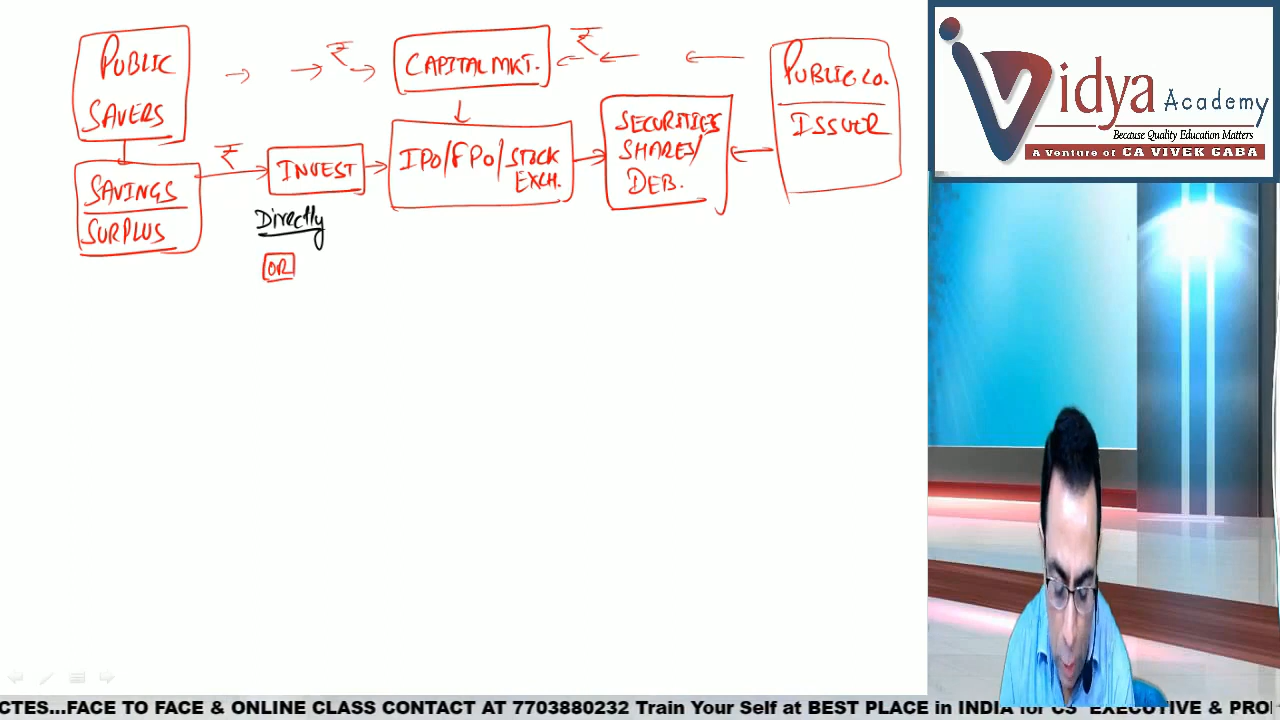 PUBLIC
SAVERS
₹
CAPITAL MKT.
₹
PUBLIC CO.
ISSUER
SAVINGS
SURPLUS
₹
INVEST
Directly
OR
IPO/FPO/STOCK
EXCH.
SECURITIES
SHARES/
DEB.
Vidya Academy
Because Quality Education Matters
A Venture of CA VIVEK GABA
CTES...FACE TO FACE & ONLINE CLASS CONTACT AT 7703880232 Train Your Self at BEST PLACE in INDIA for CS EXECUTIVE & PRO